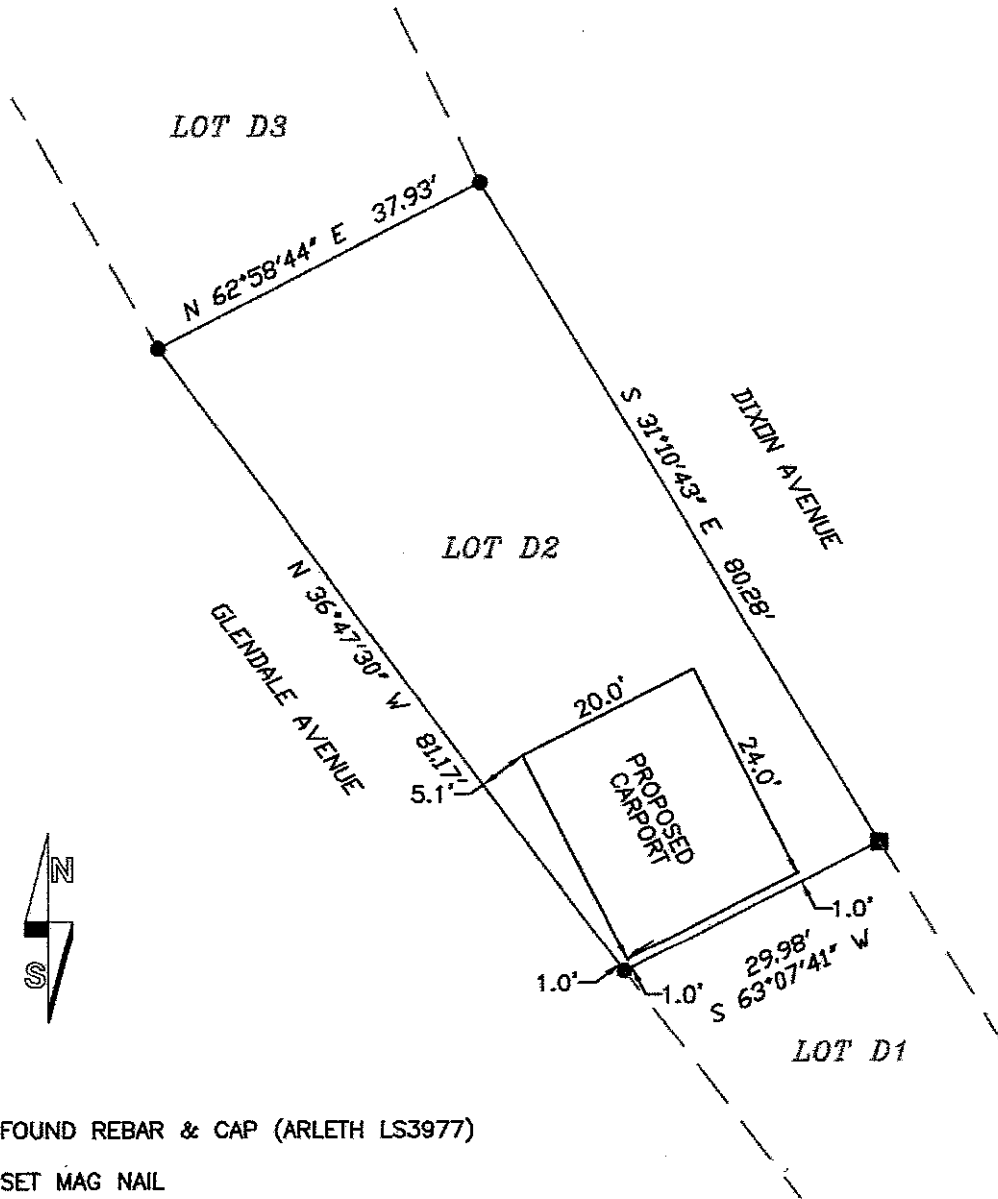 LOT D3
N 62°58'44" E 37.93'
S 31°10'43" E 80.28'
DIXON AVENUE
LOT D2
N 36°47'30" W 81.17'
GLENDALE AVENUE
20.0'
24.0'
5.1'
PROPOSED
CARPORT
N
S
1.0'
1.0'
1.0'
29.98'
S 63°07'41" W
LOT D1
FOUND REBAR & CAP (ARLETH LS3977)
SET MAG NAIL